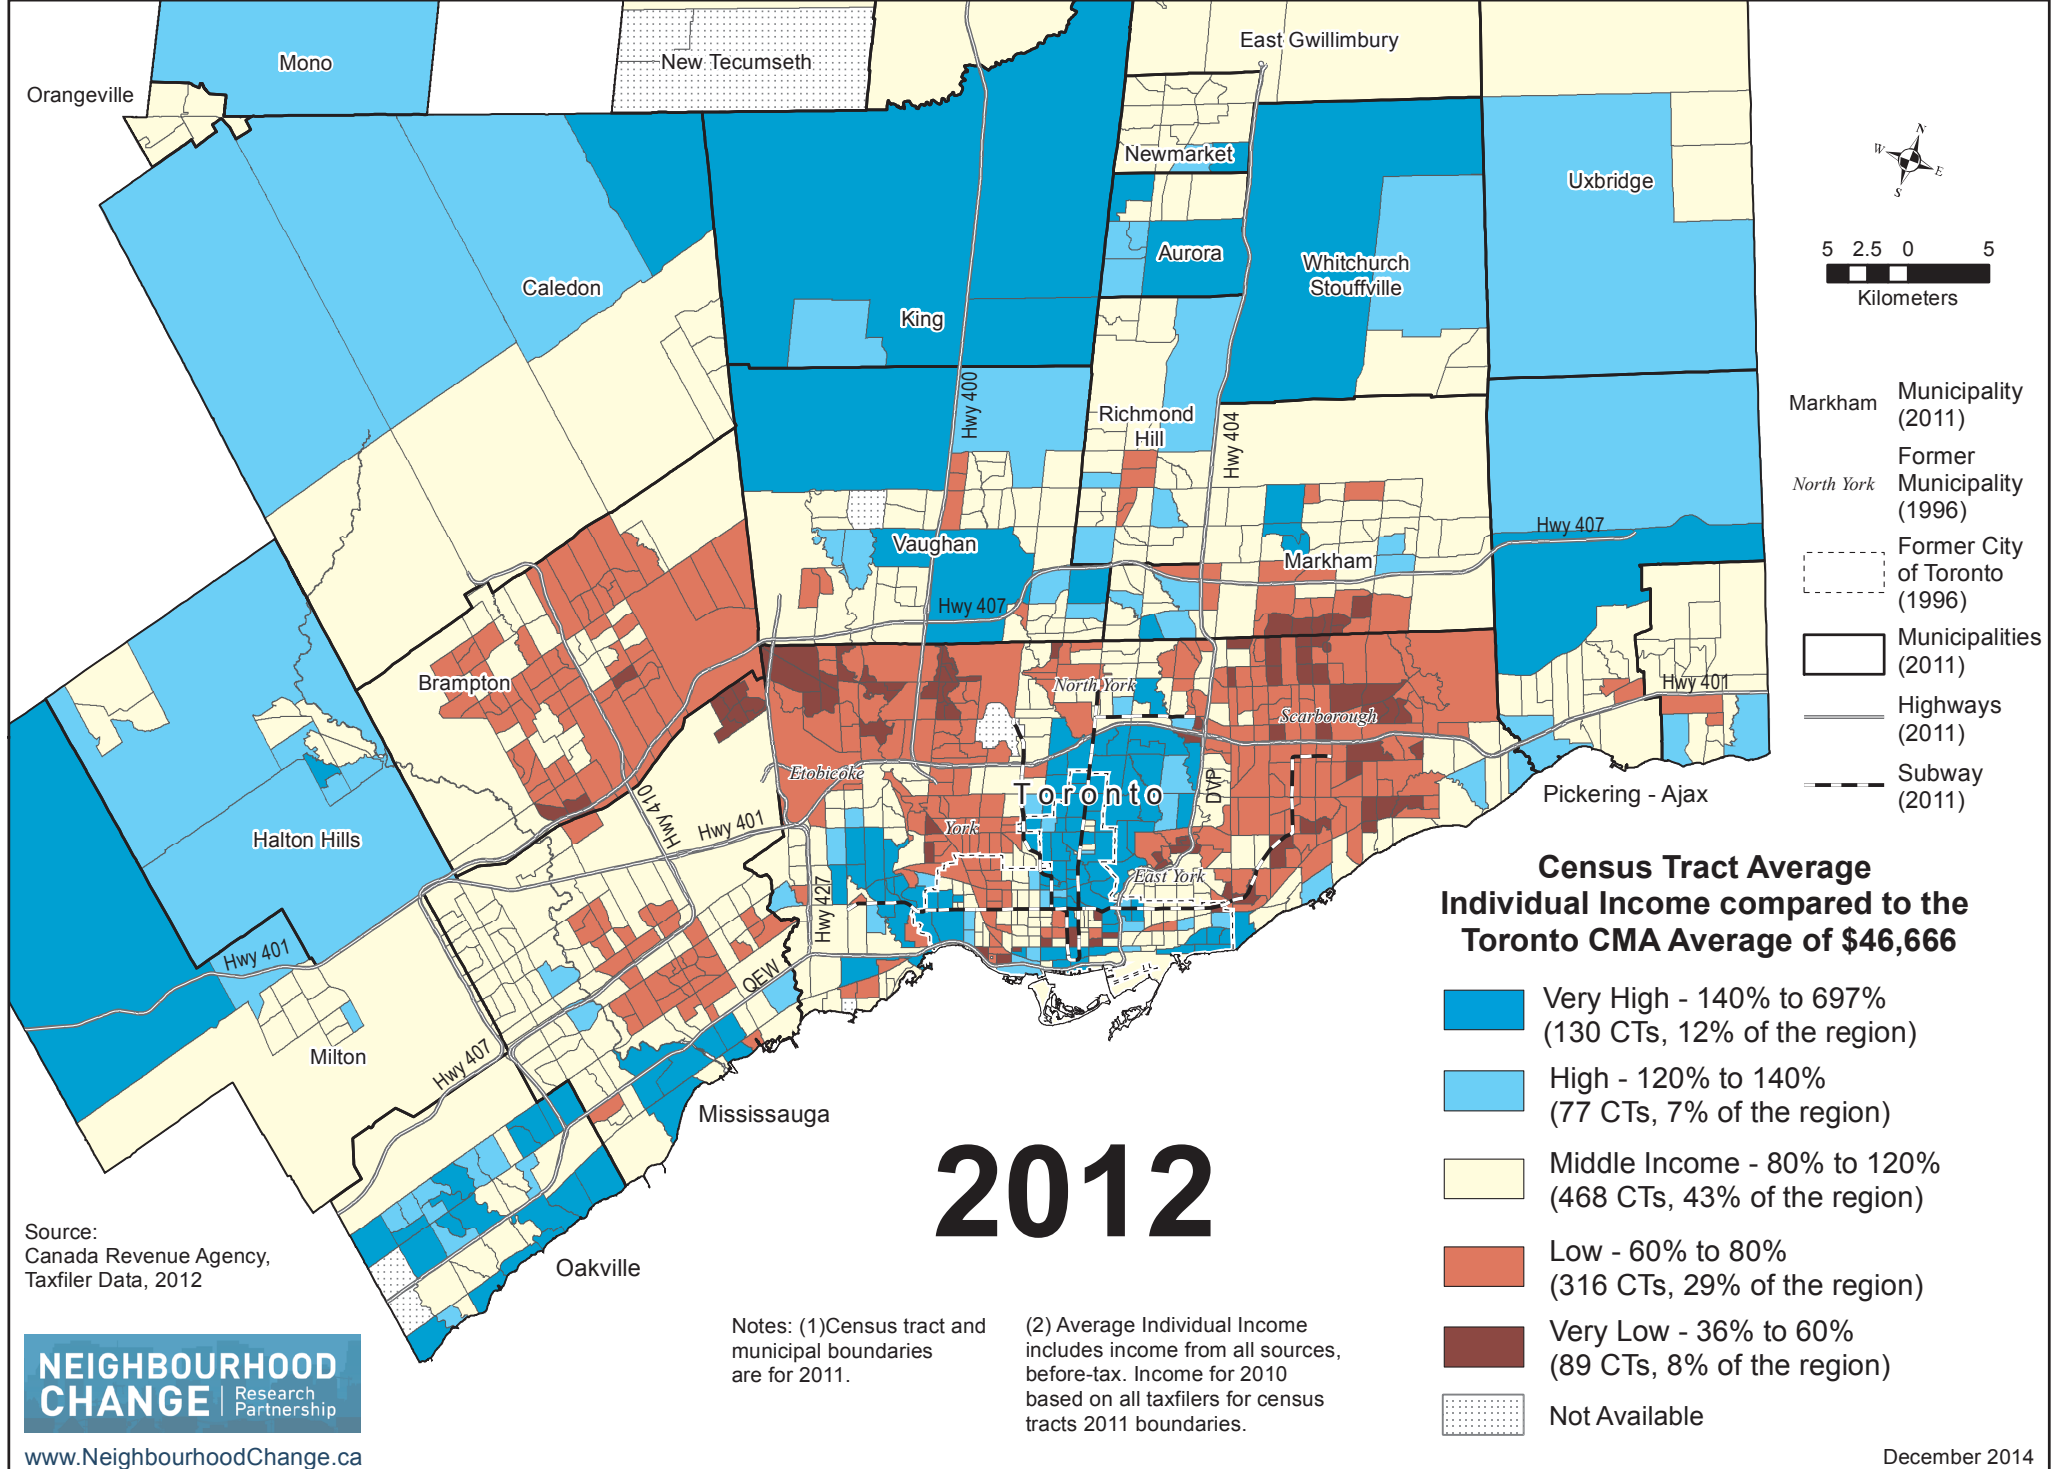 Mono
New Tecumseth
East Gwillimbury
Orangeville
Newmarket
Uxbridge
Aurora
Whitchurch
Stouffville
Caledon
King
Hwy 400
Richmond
Hill
Hwy 404
Hwy 407
Vaughan
Markham
Hwy 407
Brampton
North York
Hwy 401
Scarborough
Etobicoke
Toronto
DVP
Pickering - Ajax
Hwy 410
Hwy 401
York
Halton Hills
East York
Hwy 427
Hwy 401
QEW
Milton
Hwy 407
Mississauga
Oakville
N
W
E
S
5 2.5 0 5
Kilometers
Markham
Municipality
(2011)
North York
Former
Municipality
(1996)
Former City
of Toronto
(1996)
Municipalities
(2011)
Highways
(2011)
Subway
(2011)
Census Tract Average
Individual Income compared to the
Toronto CMA Average of $46,666
Very High - 140% to 697%
(130 CTs, 12% of the region)
High - 120% to 140%
(77 CTs, 7% of the region)
Middle Income - 80% to 120%
(468 CTs, 43% of the region)
Low - 60% to 80%
(316 CTs, 29% of the region)
Very Low - 36% to 60%
(89 CTs, 8% of the region)
Not Available
2012
Source:
Canada Revenue Agency,
Taxfiler Data, 2012
Notes: (1)Census tract and
municipal boundaries
are for 2011.
(2) Average Individual Income
includes income from all sources,
before-tax. Income for 2010
based on all taxfilers for census
tracts 2011 boundaries.
NEIGHBOURHOOD
CHANGE
Research
Partnership
www.NeighbourhoodChange.ca
December 2014